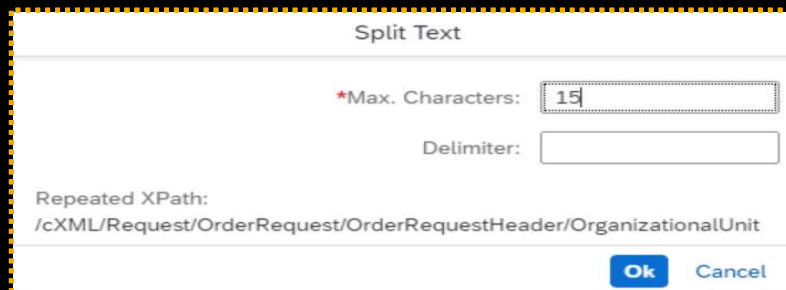 Split Text
*Max. Characters: 15
Delimiter:
Repeated XPath:
/cXML/Request/OrderRequest/OrderRequestHeader/OrganizationalUnit
Ok Cancel